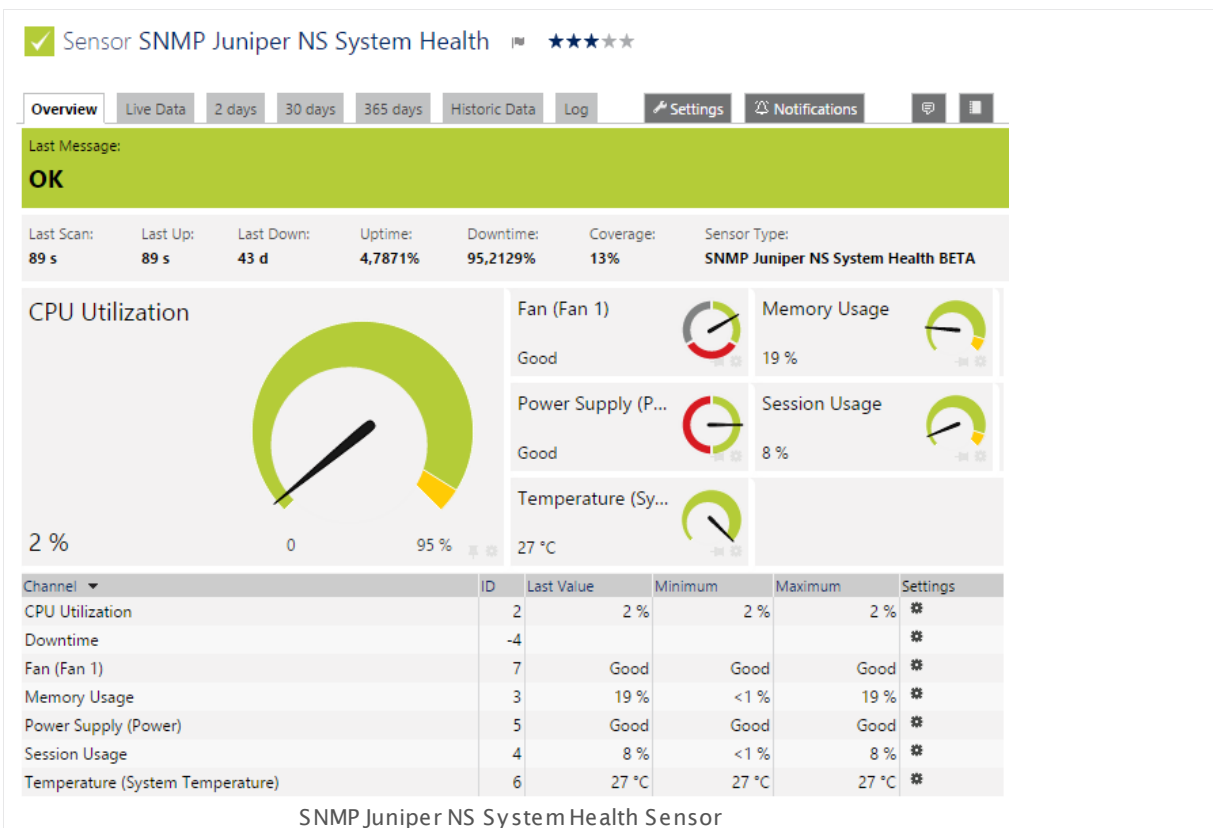 Sensor SNMP Juniper NS System Health
Overview Live Data 2 days 30 days 365 days Historic Data Log Settings Notifications
Last Message:
OK
Last Scan: Last Up: Last Down: Uptime: Downtime: Coverage: Sensor Type:
89 s 89 s 43 d 4,7871% 95,2129% 13% SNMP Juniper NS System Health BETA
CPU Utilization
2 %
0 95 %
Fan (Fan 1)
Good
Memory Usage
19 %
Power Supply (P...
Good
Session Usage
8 %
Temperature (Sy...
27 °C
Channel ID Last Value Minimum Maximum Settings
CPU Utilization 2 2 % 2 % 2 %
Downtime -4
Fan (Fan 1) 7 Good Good Good
Memory Usage 3 19 % <1 % 19 %
Power Supply (Power) 5 Good Good Good
Session Usage 4 8 % <1 % 8 %
Temperature (System Temperature) 6 27 °C 27 °C 27 °C
SNMP Juniper NS System Health Sensor